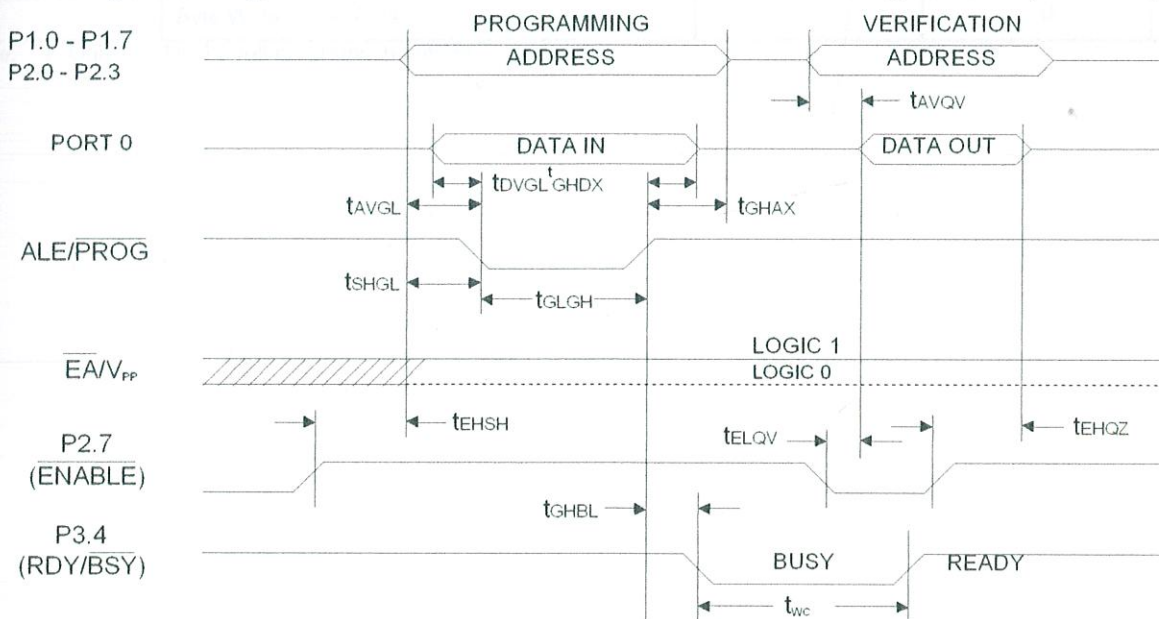 PROGRAMMING
VERIFICATION
P1.0 - P1.7
P2.0 - P2.3
ADDRESS
ADDRESS
tAVQV
PORT 0
DATA IN
DATA OUT
tDVGL
tGHDX
tAVGL
tGHAX
ALE/PROG
tSHGL
tGLGH
LOGIC 1
EA/VPP
LOGIC 0
tEHSH
tELQV
tEHQZ
P2.7
(ENABLE)
tGHBL
P3.4
(RDY/BSY)
BUSY
READY
twc